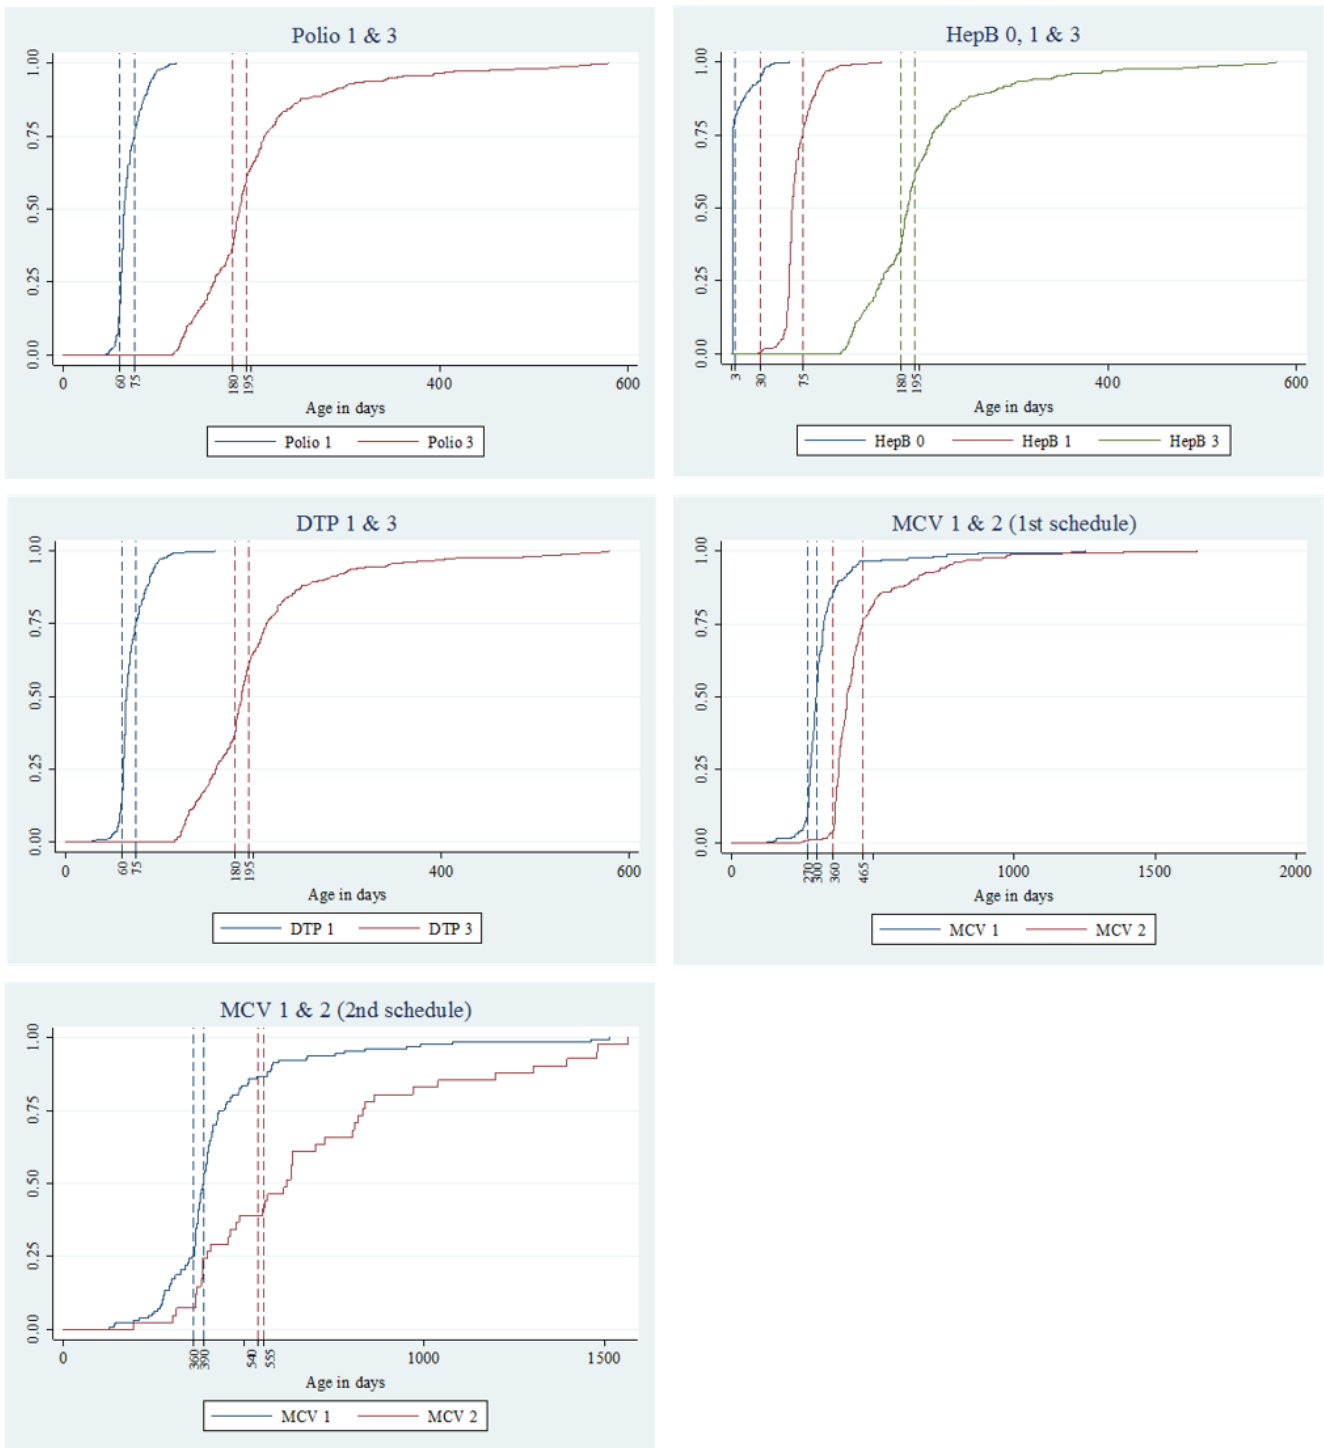 Polio 1 & 3
1.00
0.75
0.50
0.25
0.00
0 60 75 180 195 400 600
Age in days
Polio 1 Polio 3
HepB 0, 1 & 3
1.00
0.75
0.50
0.25
0.00
3 30 75 180 195 400 600
Age in days
HepB 0 HepB 1 HepB 3
DTP 1 & 3
1.00
0.75
0.50
0.25
0.00
0 60 75 180 195 400 600
Age in days
DTP 1 DTP 3
MCV 1 & 2 (1st schedule)
1.00
0.75
0.50
0.25
0.00
0 270 300 360 465 1000 1500 2000
Age in days
MCV 1 MCV 2
MCV 1 & 2 (2nd schedule)
1.00
0.75
0.50
0.25
0.00
0 360 390 540 555 1000 1500
Age in days
MCV 1 MCV 2